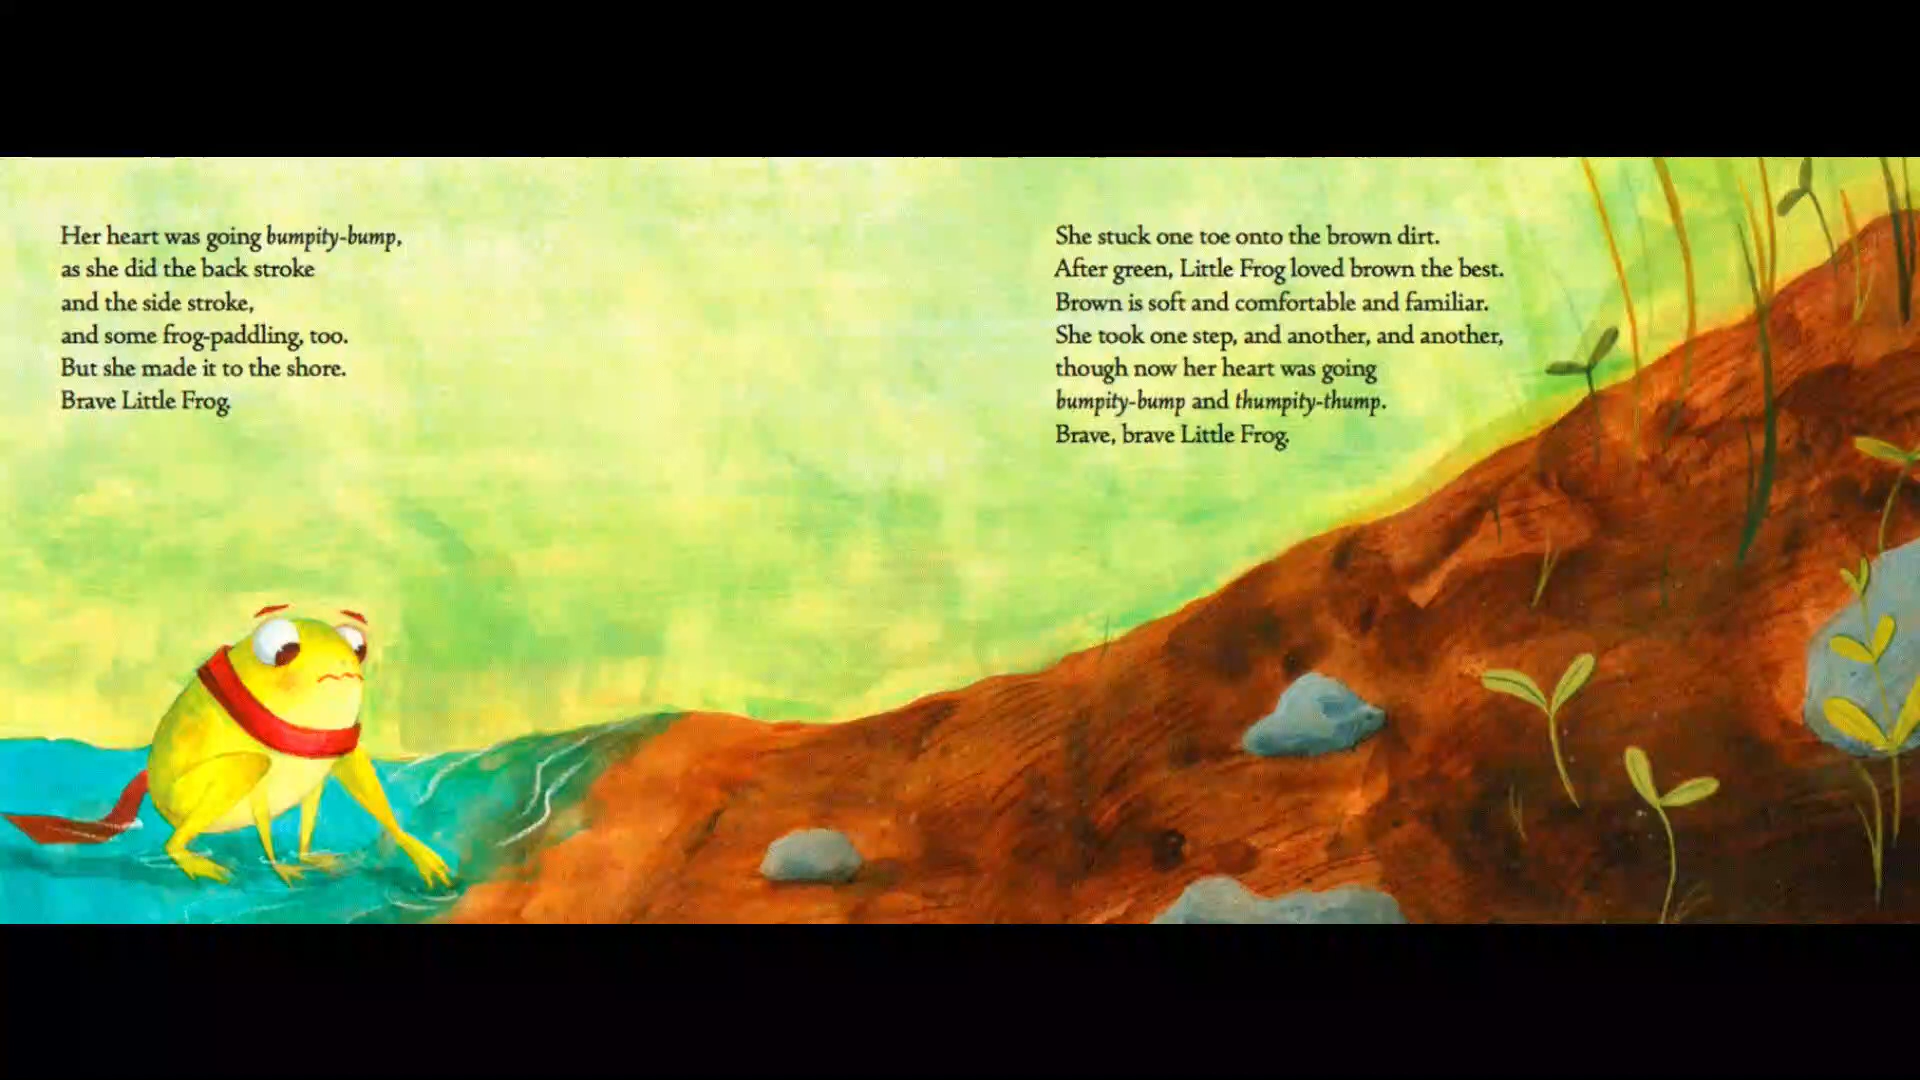 Her heart was going bumpity-bump,
as she did the back stroke
and the side stroke,
and some frog-paddling, too.
But she made it to the shore.
Brave Little Frog.
She stuck one toe onto the brown dirt.
After green, Little Frog loved brown the best.
Brown is soft and comfortable and familiar.
She took one step, and another, and another,
though now her heart was going
bumpity-bump and thumpity-thump.
Brave, brave Little Frog.